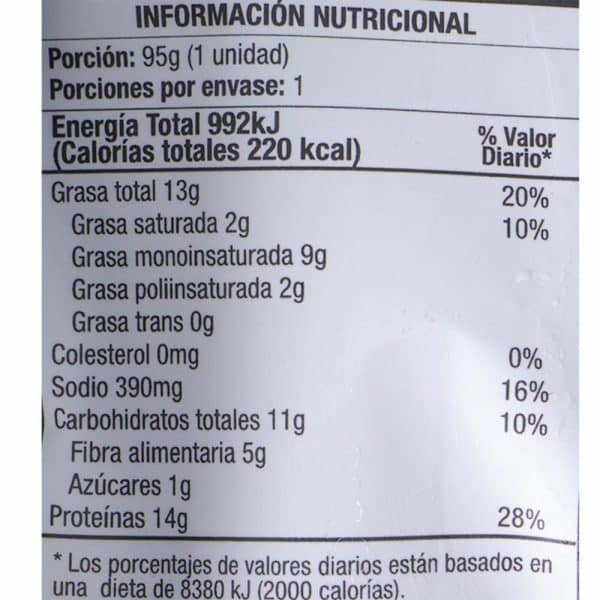 INFORMACIÓN NUTRICIONAL
Porción: 95g (1 unidad)
Porciones por envase: 1
Energía Total 992kJ
(Calorías totales 220 kcal)
% Valor
Diario*
Grasa total 13g 20%
Grasa saturada 2g 10%
Grasa monoinsaturada 9g
Grasa poliinsaturada 2g
Grasa trans 0g
Colesterol 0mg 0%
Sodio 390mg 16%
Carbohidratos totales 11g 10%
Fibra alimentaria 5g
Azúcares 1g
Proteínas 14g 28%
* Los porcentajes de valores diarios están basados en
una dieta de 8380 kJ (2000 calorías).